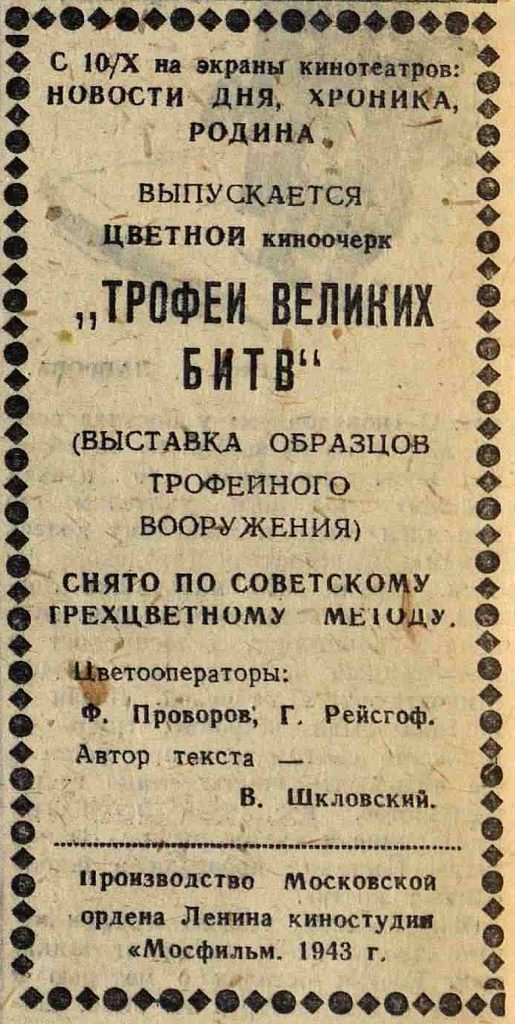 С 10/X на экраны кинотеатров:
НОВОСТИ ДНЯ, ХРОНИКА,
РОДИНА.
ВЫПУСКАЕТСЯ
ЦВЕТНОЙ киноочерк
„ТРОФЕИ ВЕЛИКИХ
БИТВ“
(ВЫСТАВКА ОБРАЗЦОВ
ТРОФЕЙНОГО
ВООРУЖЕНИЯ)
СНЯТО ПО СОВЕТСКОМУ
ТРЕХЦВЕТНОМУ МЕТОДУ.
Цветооператоры:
Ф. Проворов, Г. Рейсгоф.
Автор текста —
В. Шкловский.
Производство Московской
ордена Ленина киностудии
«Мосфильм. 1943 г.